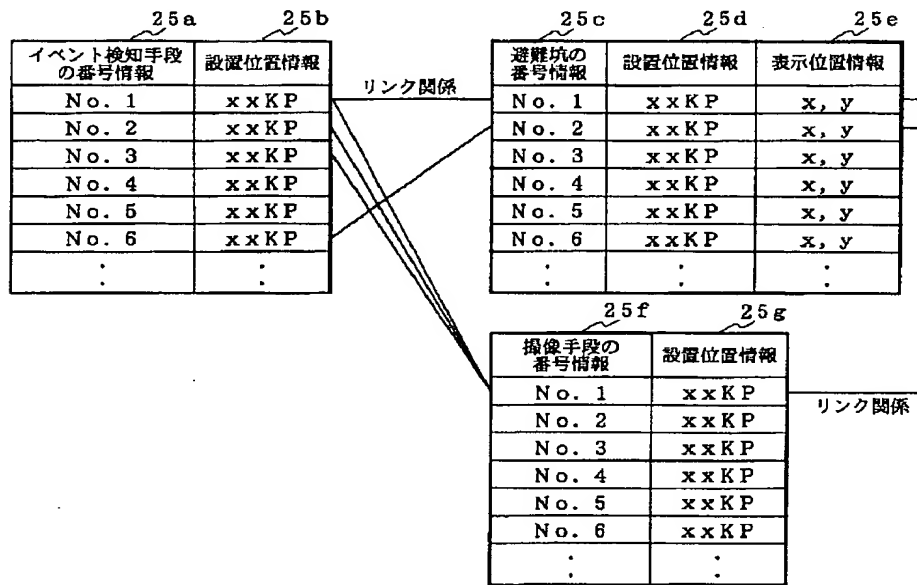 25a 25b 25c 25d 25e
イベント検知手段の番号情報 設置位置情報
No. 1 xxKP
No. 2 xxKP
No. 3 xxKP
No. 4 xxKP
No. 5 xxKP
No. 6 xxKP
. .
. .
リンク関係
避難坑の番号情報 設置位置情報 表示位置情報
No. 1 xxKP x, y
No. 2 xxKP x, y
No. 3 xxKP x, y
No. 4 xxKP x, y
No. 5 xxKP x, y
No. 6 xxKP x, y
. . .
. . .
25f 25g
撮像手段の番号情報 設置位置情報
No. 1 xxKP
No. 2 xxKP
No. 3 xxKP
No. 4 xxKP
No. 5 xxKP
No. 6 xxKP
. .
. .
リンク関係